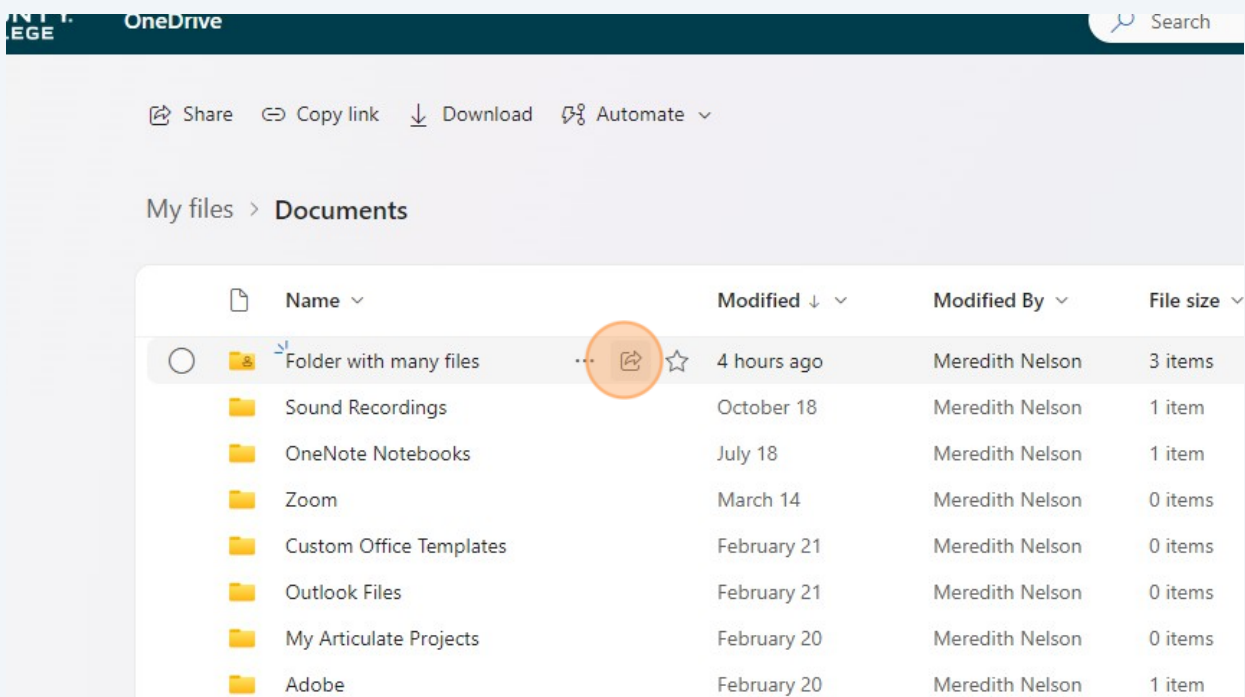 EGE
OneDrive
Search
Share Copy link Download Automate
My files > Documents
Name Modified ↓ Modified By File size
Folder with many files ... 4 hours ago Meredith Nelson 3 items
Sound Recordings October 18 Meredith Nelson 1 item
OneNote Notebooks July 18 Meredith Nelson 1 item
Zoom March 14 Meredith Nelson 0 items
Custom Office Templates February 21 Meredith Nelson 0 items
Outlook Files February 21 Meredith Nelson 0 items
My Articulate Projects February 20 Meredith Nelson 0 items
Adobe February 20 Meredith Nelson 1 item